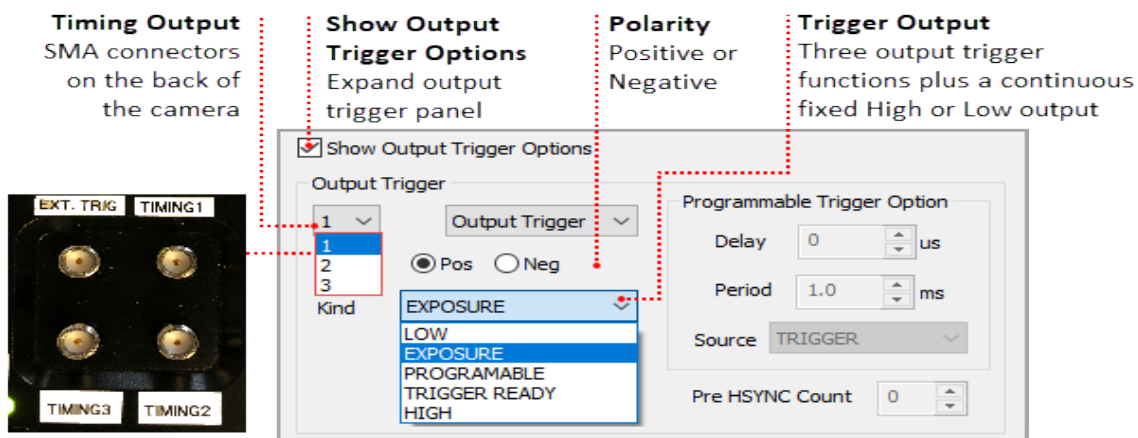 Timing Output
SMA connectors
on the back of
the camera
Show Output
Trigger Options
Expand output
trigger panel
Polarity
Positive or
Negative
Trigger Output
Three output trigger
functions plus a continuous
fixed High or Low output
EXT. TRIG TIMING1
TIMING3 TIMING2
Show Output Trigger Options
Output Trigger
1 Output Trigger
1
2
3
Pos Neg
Kind EXPOSURE
LOW
EXPOSURE
PROGRAMABLE
TRIGGER READY
HIGH
Programmable Trigger Option
Delay 0 us
Period 1.0 ms
Source TRIGGER
Pre HSYNC Count 0